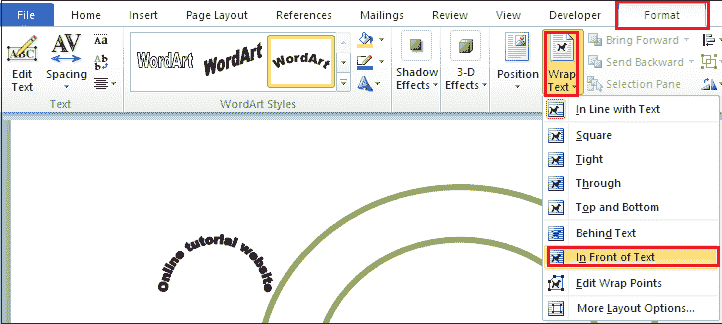 File Home Insert Page Layout References Mailings Review View Developer Format
ABC
Edit Text
AV
Spacing
Aa
Text
WordArt WordArt WordArt
WordArt Styles
Shadow Effects
3-D Effects
Position
Wrap Text
Bring Forward
Send Backward
Selection Pane
In Line with Text
Square
Tight
Through
Top and Bottom
Behind Text
In Front of Text
Edit Wrap Points
More Layout Options...
Online tutorial website